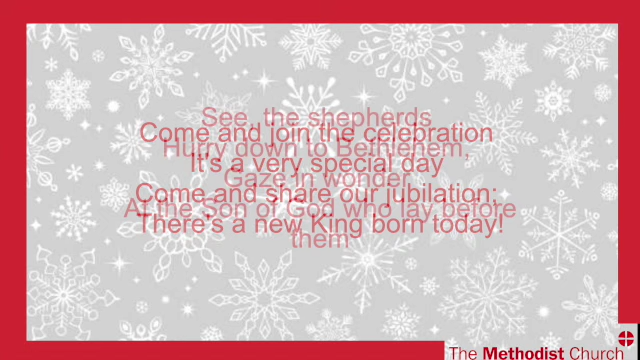 See, the shepherds
Come and join the celebration
Hurry down to Bethlehem,
It's a very special day
Gaze in wonder
Come and share our jubilation;
At the Son of God who lay before
There's a new King born today!
them
The Methodist Church